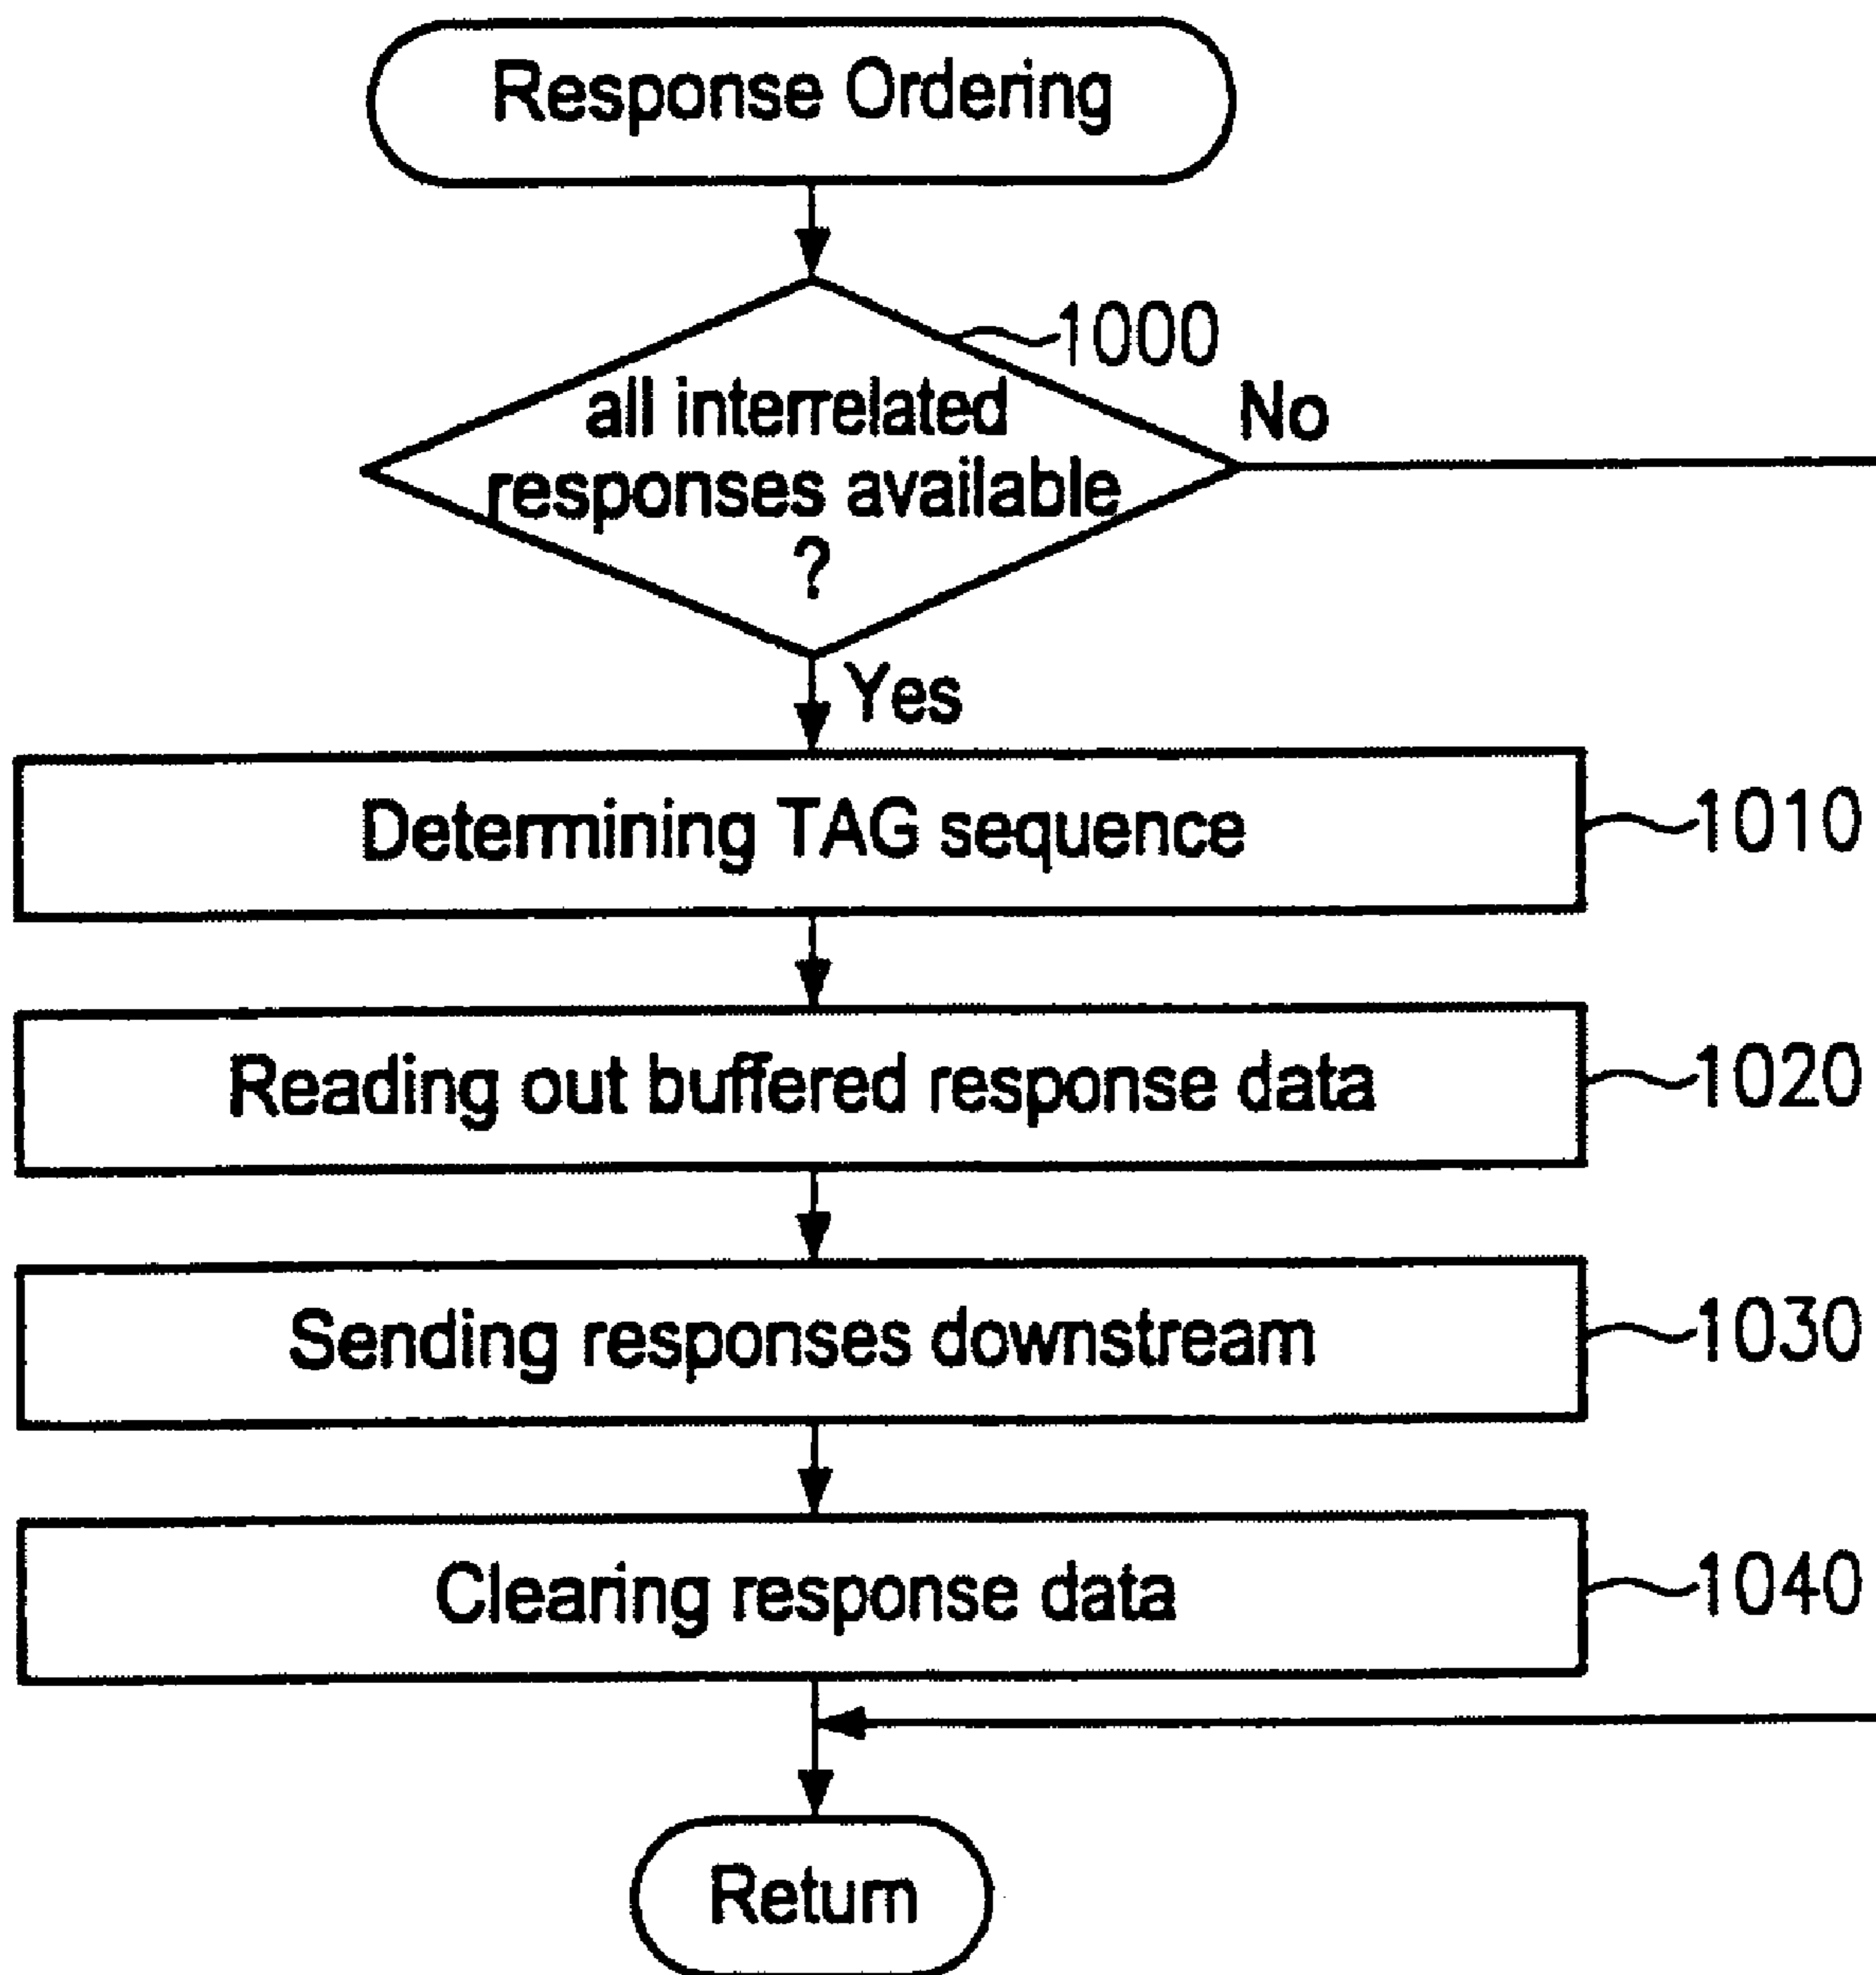 Response Ordering
1000
all interrelated
No
responses available
?
Yes
Determining TAG sequence
1010
Reading out buffered response data
1020
Sending responses downstream
1030
Clearing response data
1040
Return